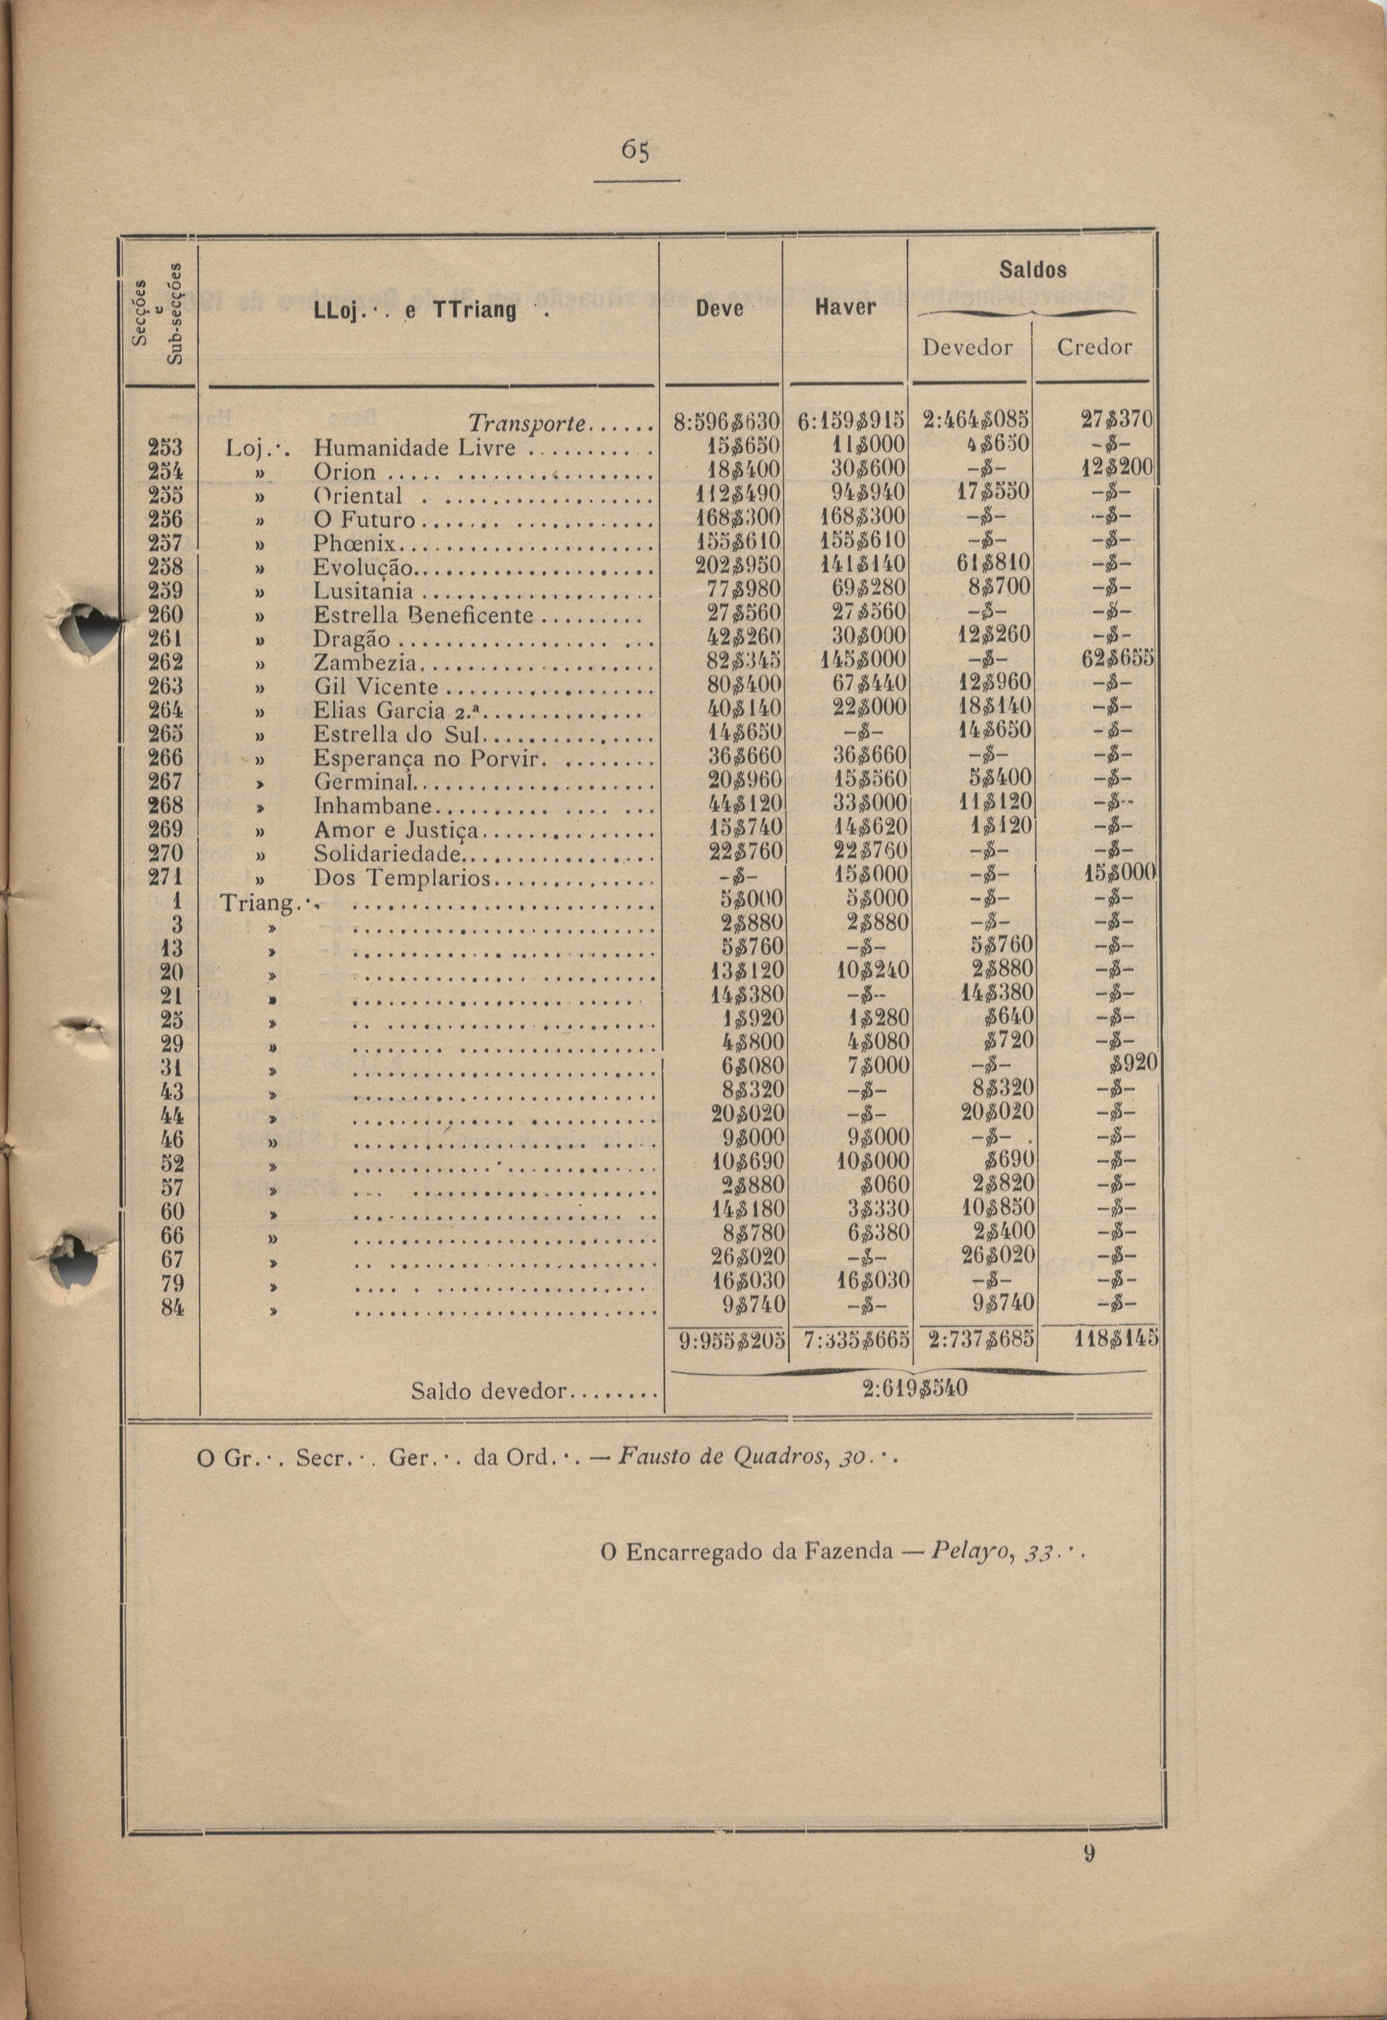 65
Secções e Sub-secções
LLoj.·. e TTriang ·.
Deve
Haver
Saldos
Devedor
Credor
Transporte...... 8:596$630 6:159$915 2:464$085 27$370
253 Loj.·. Humanidade Livre .......... 15$650 11$000 4$650 -$-
254 » Orion ..... ................. 18$400 30$600 -$- 12$200
255 » Oriental . .................. 112$490 94$940 17$550 -$-
256 » O Futuro....... ............ 168$300 168$300 -$- -$-
257 » Phœnix...................... 155$610 155$610 -$- -$-
258 » Evolução..................... 202$950 141$140 61$810 -$-
259 » Lusitania .................... 77$980 69$280 8$700 -$-
260 » Estrella Beneficente ......... 27$560 27$560 -$- -$-
261 » Dragão .................. ... 42$260 30$000 12$260 -$-
262 » Zambezia.................... 82$345 145$000 -$- 62$655
263 » Gil Vicente .................. 80$400 67$440 12$960 -$-
264 » Elias Garcia 2.ª.............. 40$140 22$000 18$140 -$-
265 » Estrella do Sul............... 14$650 -$- 14$650 -$-
266 » Esperança no Porvir. ........ 36$660 36$660 -$- -$-
267 » Germinal..................... 20$960 15$560 5$400 -$-
268 » Inhambane.......... .... ... 44$120 33$000 11$120 -$-
269 » Amor e Justiça............... 15$740 14$620 1$120 -$-
270 » Solidariedade................. 22$760 22$760 -$- -$-
271 » Dos Templarios.............. -$- 15$000 -$- 15$000
1 Triang.·. .......................... 5$000 5$000 -$- -$-
3 » .......................... 2$880 2$880 -$- -$-
13 » .......................... 5$760 -$- 5$760 -$-
20 » .......................... 13$120 10$240 2$880 -$-
21 » ........................ 14$380 -$- 14$380 -$-
25 » .. ....................... 1$920 1$280 $640 -$-
29 » ........ ................. 4$800 4$080 $720 -$-
31 » .......................... 6$080 7$000 -$- $920
43 » .......................... 8$320 -$- 8$320 -$-
44 » .............. ........... 20$020 -$- 20$020 -$-
46 » .......................... 9$000 9$000 -$- -$-
52 » .......................... 10$690 10$000 $690 -$-
57 » ... ..................... 2$880 $060 2$820 -$-
60 » ....................... .. 14$180 3$330 10$850 -$-
66 » .......................... 8$780 6$380 2$400 -$-
67 » .. ....................... 26$020 -$- 26$020 -$-
79 » .... . .................. 16$030 16$030 -$- -$-
84 » .......................... 9$740 -$- 9$740 -$-
9:955$205 7:335$665 2:737$685 118$145
Saldo devedor........ 2:619$540
O Gr.·. Secr.·. Ger.·. da Ord.·. — Fausto de Quadros, 30.·.
O Encarregado da Fazenda — Pelayo, 33.·.
9